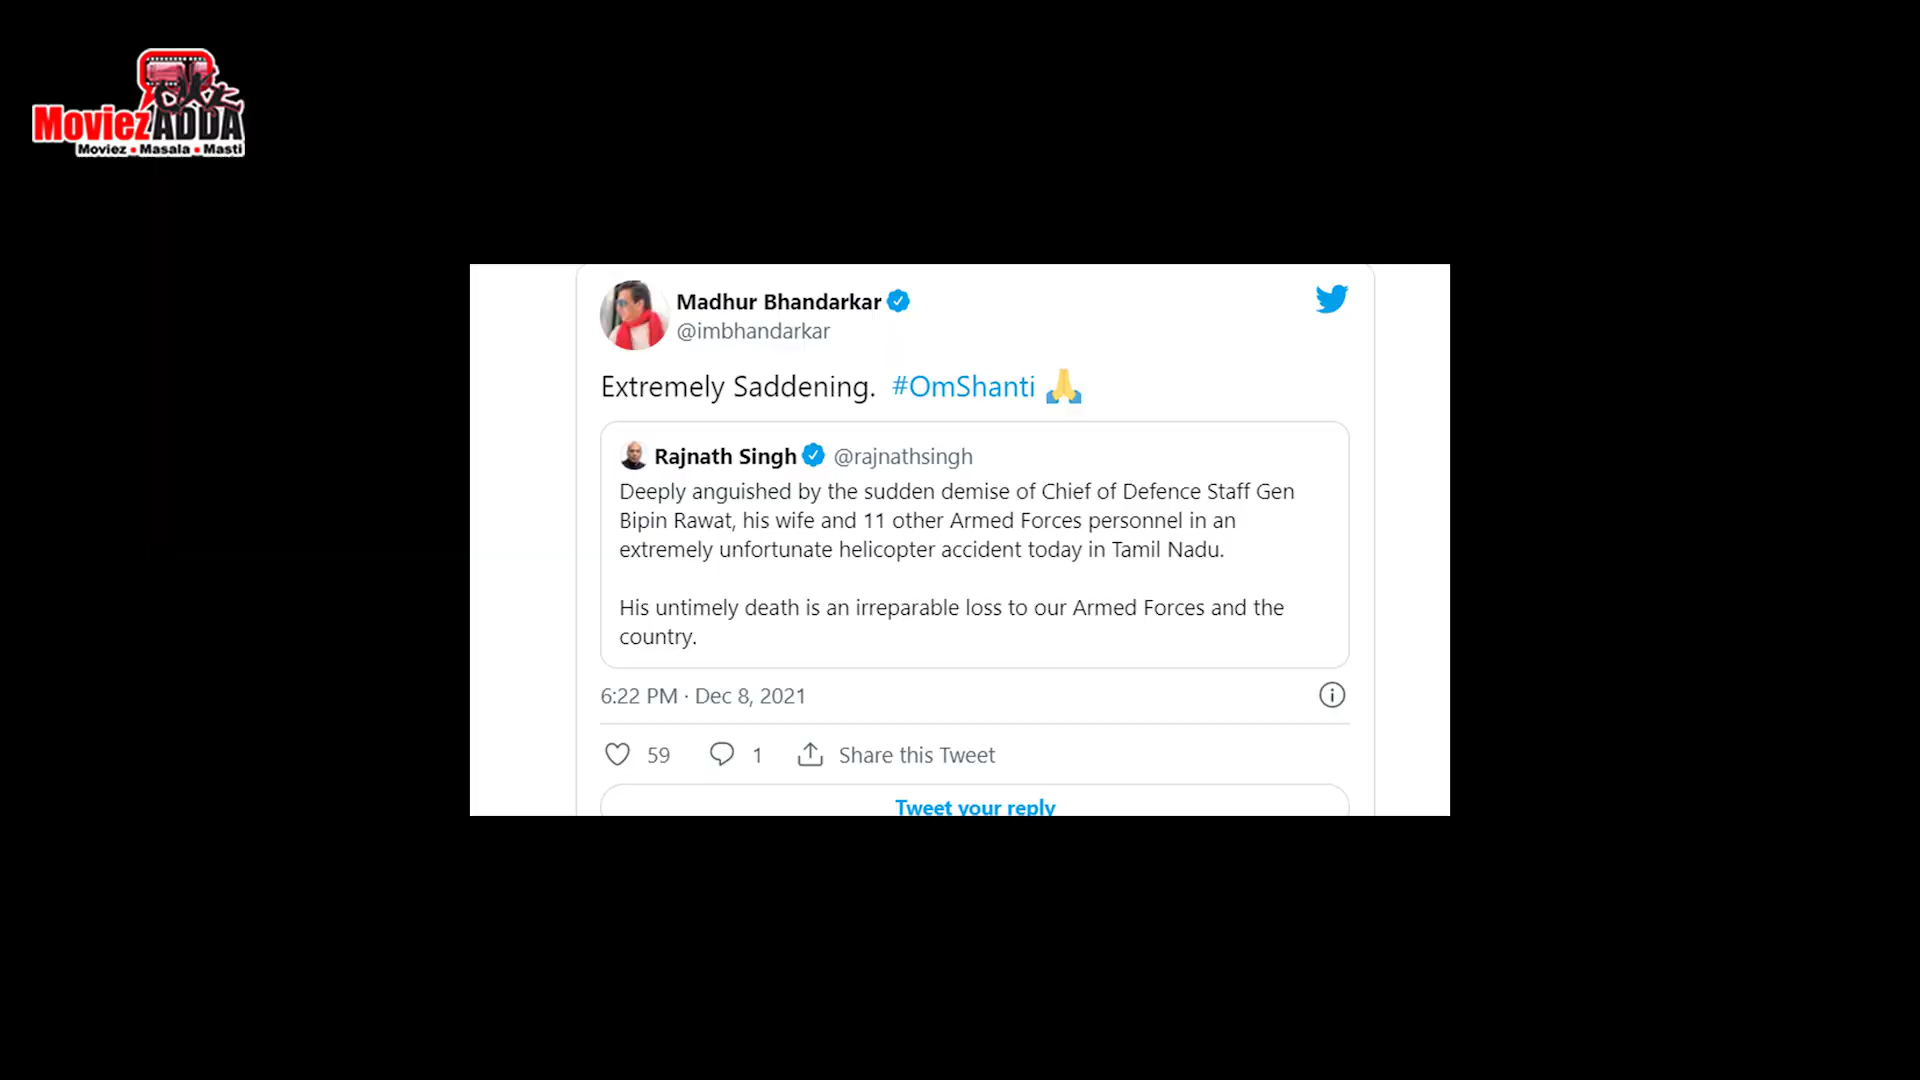 MoviezADDA
Moviez • Masala • Masti
Madhur Bhandarkar
@imbhandarkar
Extremely Saddening. #OmShanti 🙏
Rajnath Singh @rajnathsingh
Deeply anguished by the sudden demise of Chief of Defence Staff Gen
Bipin Rawat, his wife and 11 other Armed Forces personnel in an
extremely unfortunate helicopter accident today in Tamil Nadu.
His untimely death is an irreparable loss to our Armed Forces and the
country.
6:22 PM · Dec 8, 2021
59 1 Share this Tweet
Tweet your reply